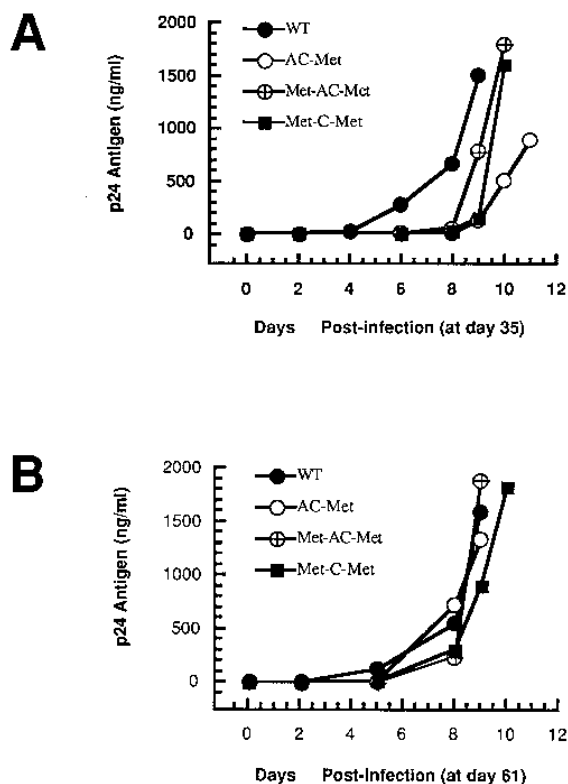 A
p24 Antigen (ng/ml)
2000
1500
1000
500
0
WT
AC-Met
Met-AC-Met
Met-C-Met
0 2 4 6 8 10 12
Days Post-infection (at day 35)
B
p24 Antigen (ng/ml)
2000
1500
1000
500
0
WT
AC-Met
Met-AC-Met
Met-C-Met
0 2 4 6 8 10 12
Days Post-Infection (at day 61)